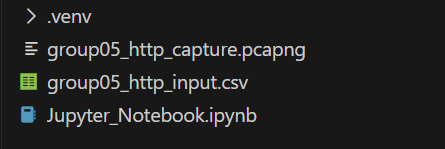 .venv
group05_http_capture.pcapng
group05_http_input.csv
Jupyter_Notebook.ipynb